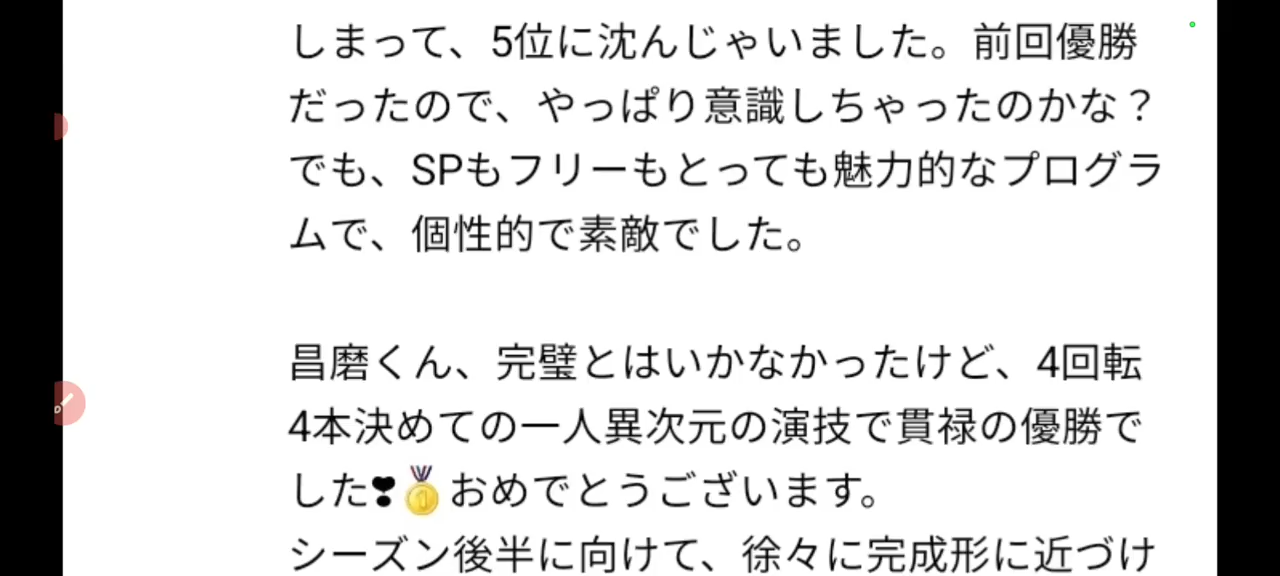 しまって、5位に沈んじゃいました。前回優勝
だったので、やっぱり意識しちゃったのかな？
でも、SPもフリーもとっても魅力的なプログラ
ムで、個性的で素敵でした。
昌磨くん、完璧とはいかなかったけど、4回転
4本決めての一人異次元の演技で貫禄の優勝で
した❣🥇おめでとうございます。
シーズン後半に向けて、徐々に完成形に近づけ